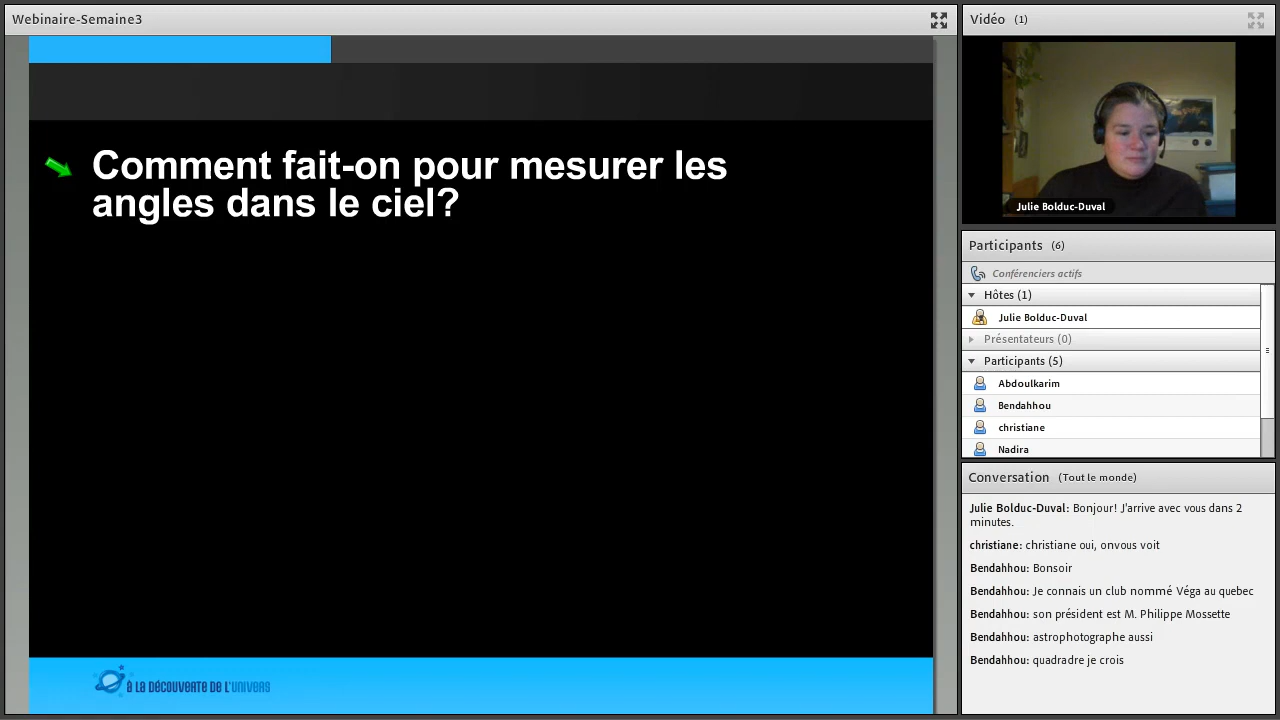 Webinaire-Semaine3
Comment fait-on pour mesurer les
angles dans le ciel?
À LA DÉCOUVERTE DE L'UNIVERS
Vidéo (1)
Julie Bolduc-Duval
Participants (6)
Conférenciers actifs
Hôtes (1)
Julie Bolduc-Duval
Présentateurs (0)
Participants (5)
Abdoulkarim
Bendahhou
christiane
Nadira
Conversation (Tout le monde)
Julie Bolduc-Duval: Bonjour! J'arrive avec vous dans 2
minutes.
christiane: christiane oui, onvous voit
Bendahhou: Bonsoir
Bendahhou: Je connais un club nommé Véga au quebec
Bendahhou: son président est M. Philippe Mossette
Bendahhou: astrophotographe aussi
Bendahhou: quadradre je crois